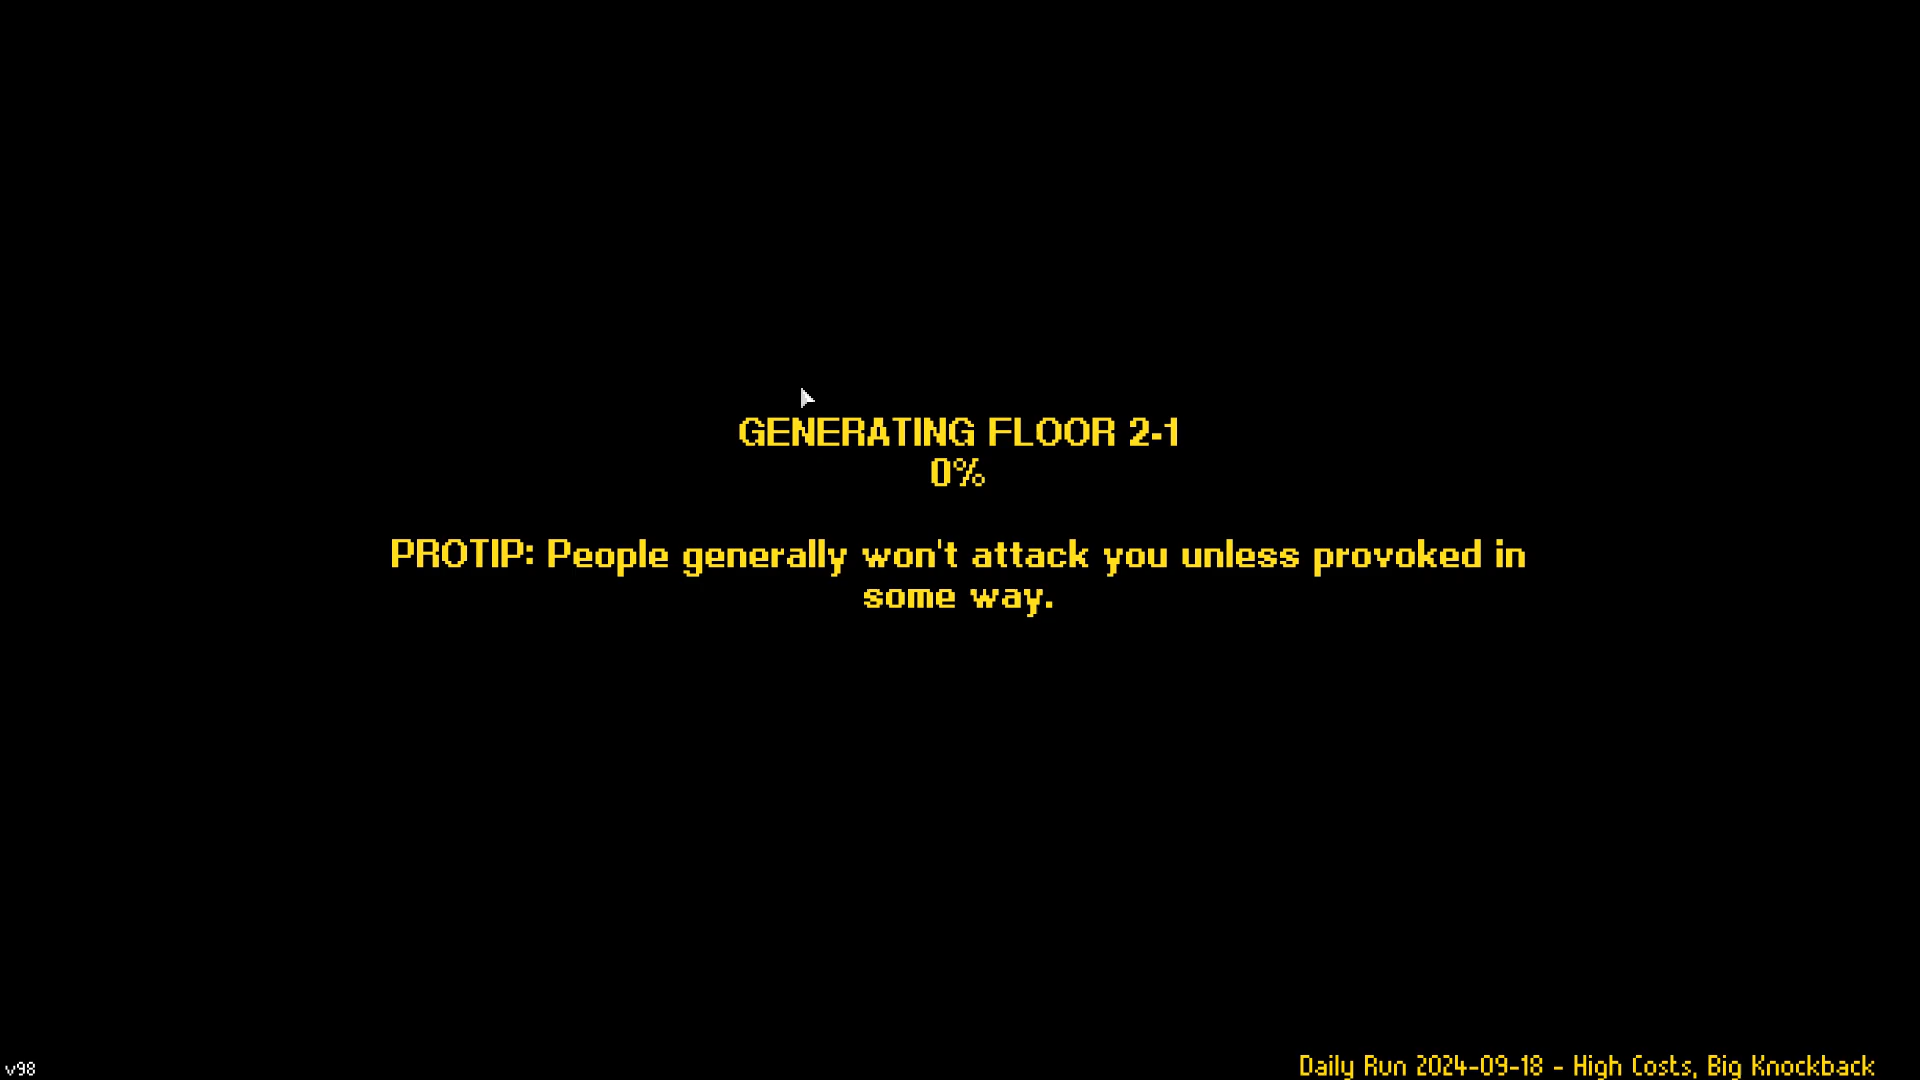 GENERATING FLOOR 2-1
0%
PROTIP: People generally won't attack you unless provoked in
some way.
v98
Daily Run 2024-09-18 - High Costs, Big Knockback